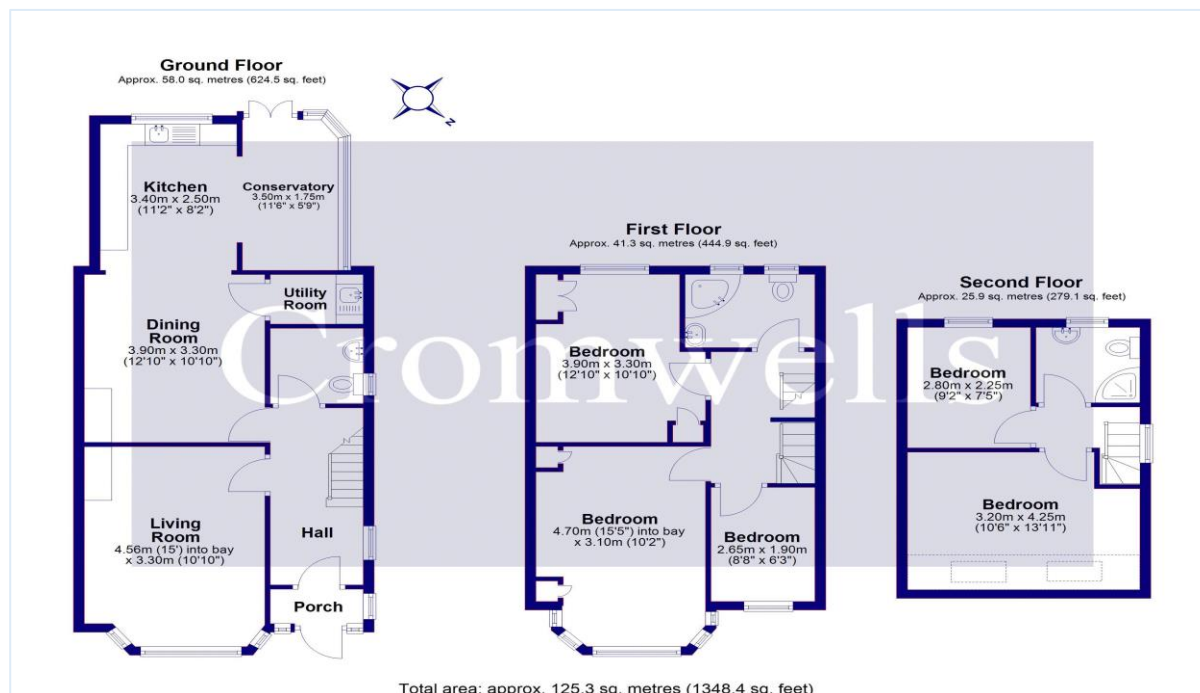 Ground Floor
Approx. 58.0 sq. metres (624.5 sq. feet)
N
Kitchen
3.40m x 2.50m
(11'2" x 8'2")
Conservatory
3.50m x 1.75m
(11'6" x 5'9")
Utility
Room
Dining
Room
3.90m x 3.30m
(12'10" x 10'10")
Living
Room
4.56m (15') into bay
x 3.30m (10'10")
Hall
Porch
First Floor
Approx. 41.3 sq. metres (444.9 sq. feet)
Bedroom
3.90m x 3.30m
(12'10" x 10'10")
Bedroom
4.70m (15'5") into bay
x 3.10m (10'2")
Bedroom
2.65m x 1.90m
(8'8" x 6'3")
Second Floor
Approx. 25.9 sq. metres (279.1 sq. feet)
Bedroom
2.80m x 2.25m
(9'2" x 7'5")
Bedroom
3.20m x 4.25m
(10'6" x 13'11")
Cromwells
Total area: approx. 125.3 sq. metres (1348.4 sq. feet)